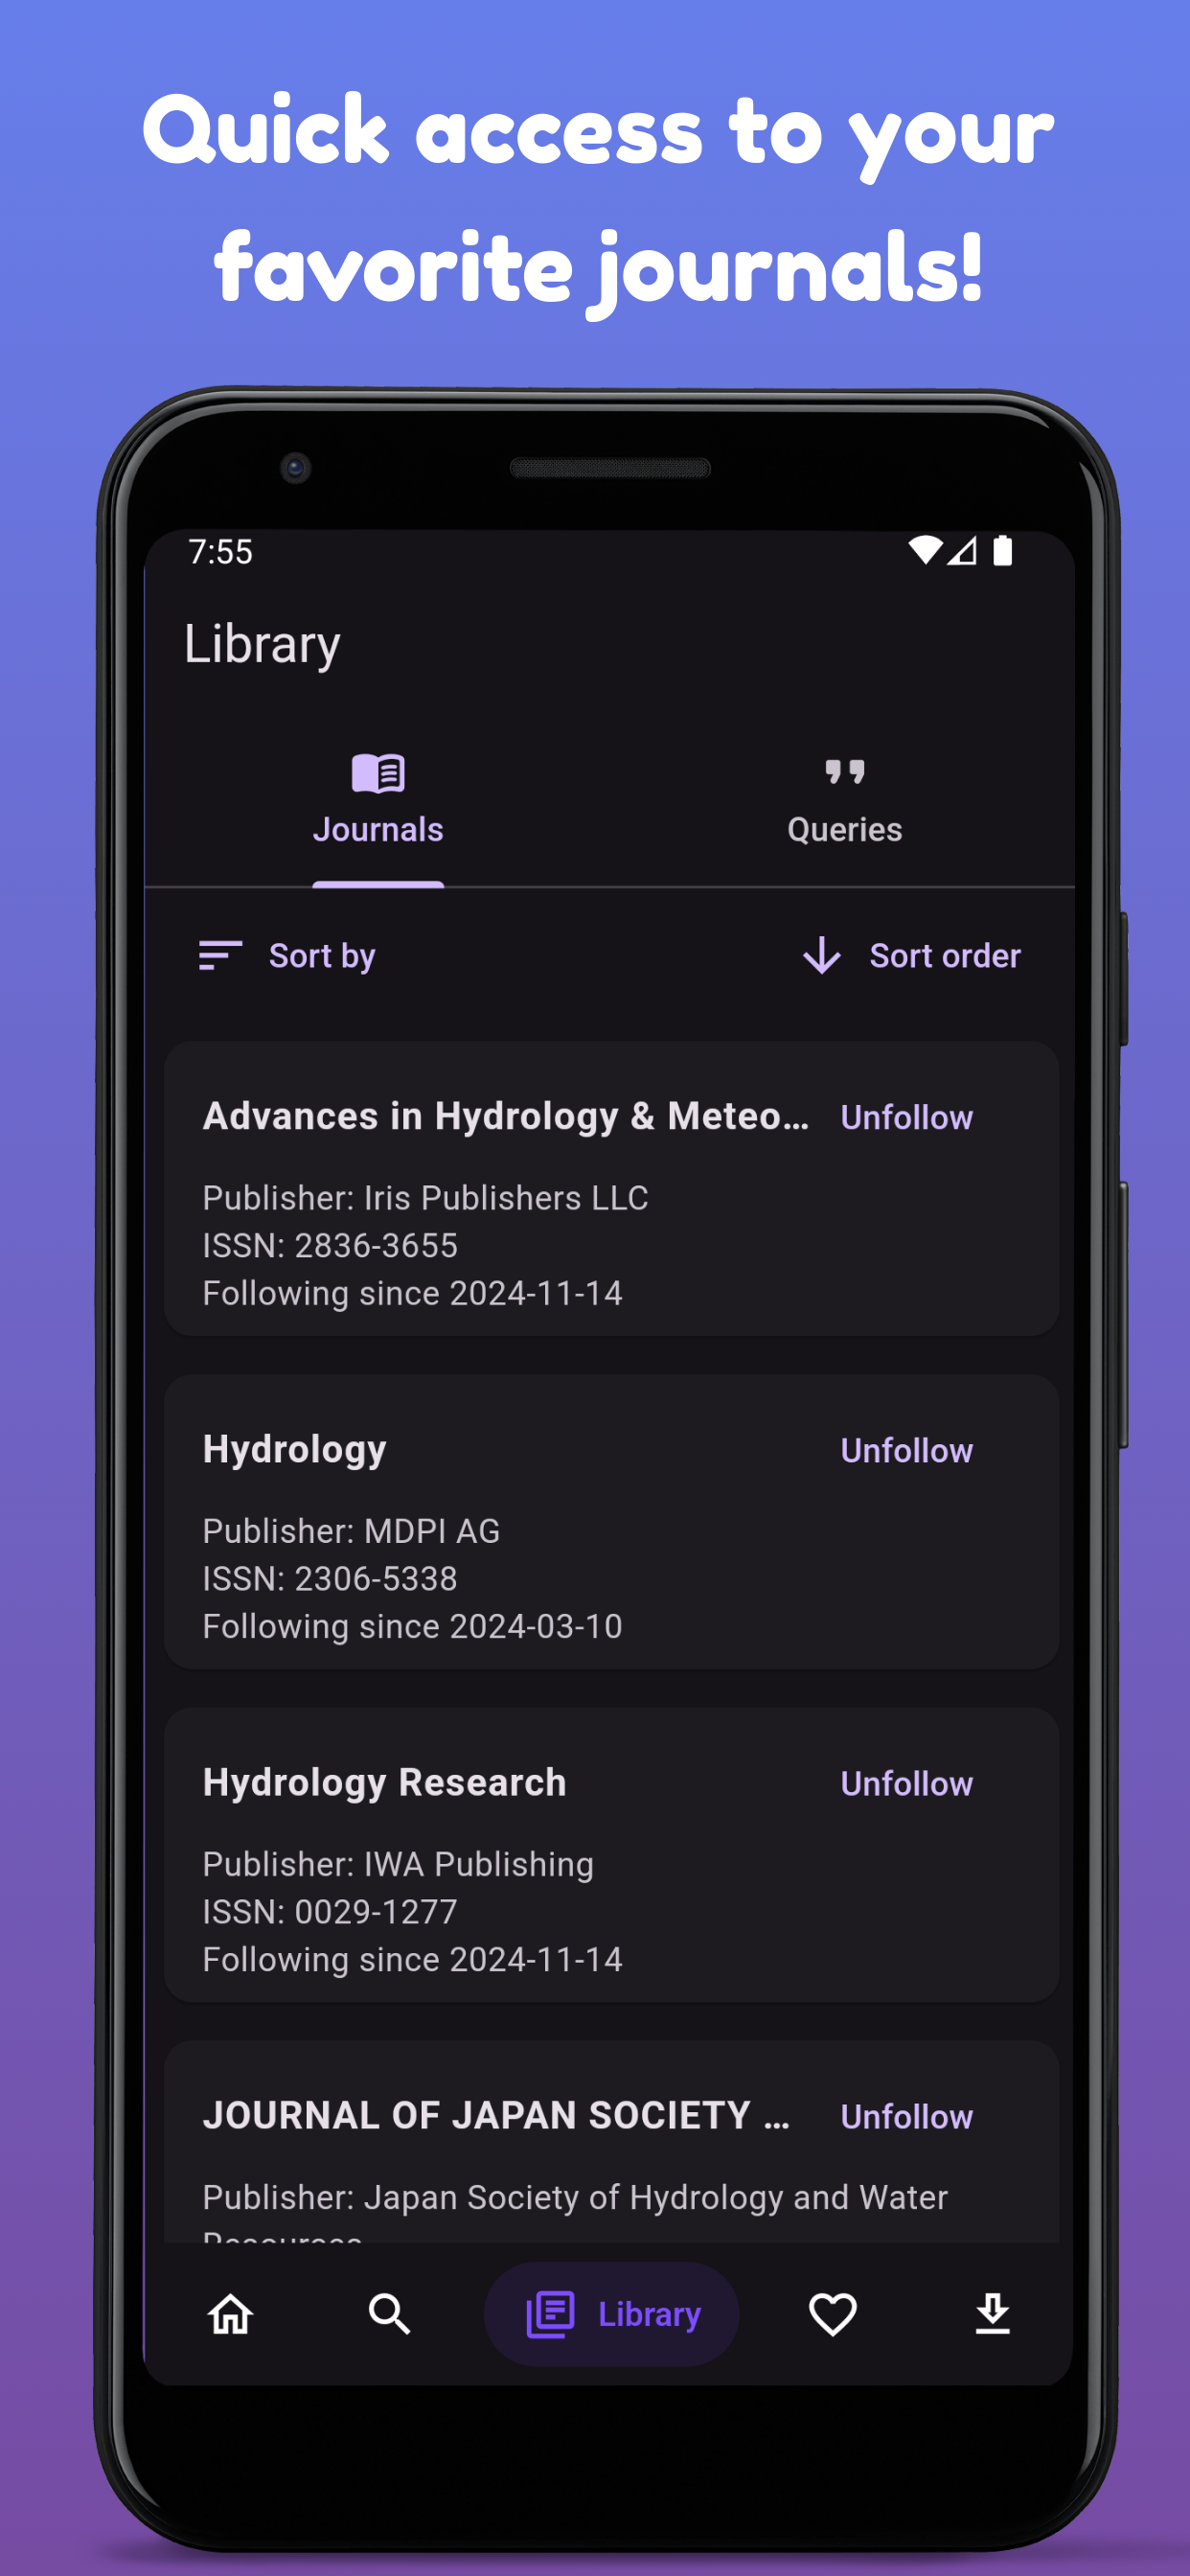 Quick access to your
favorite journals!
7:55
Library
Journals
Queries
Sort by
Sort order
Advances in Hydrology & Meteo...
Unfollow
Publisher: Iris Publishers LLC
ISSN: 2836-3655
Following since 2024-11-14
Hydrology
Unfollow
Publisher: MDPI AG
ISSN: 2306-5338
Following since 2024-03-10
Hydrology Research
Unfollow
Publisher: IWA Publishing
ISSN: 0029-1277
Following since 2024-11-14
JOURNAL OF JAPAN SOCIETY ...
Unfollow
Publisher: Japan Society of Hydrology and Water
Library